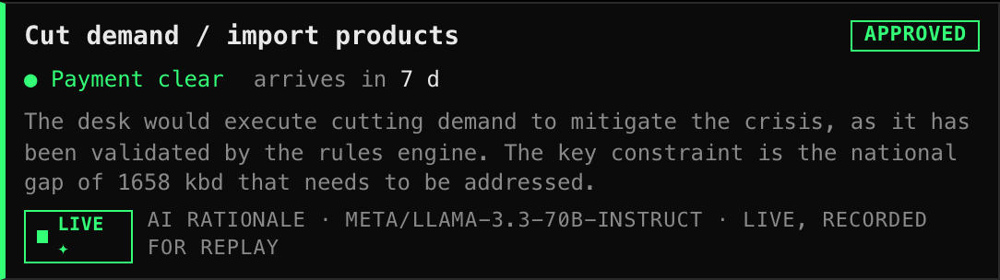 Cut demand / import products
APPROVED
● Payment clear arrives in 7 d
The desk would execute cutting demand to mitigate the crisis, as it has
been validated by the rules engine. The key constraint is the national
gap of 1658 kbd that needs to be addressed.
■ LIVE ✦
AI RATIONALE · META/LLAMA-3.3-70B-INSTRUCT · LIVE, RECORDED
FOR REPLAY